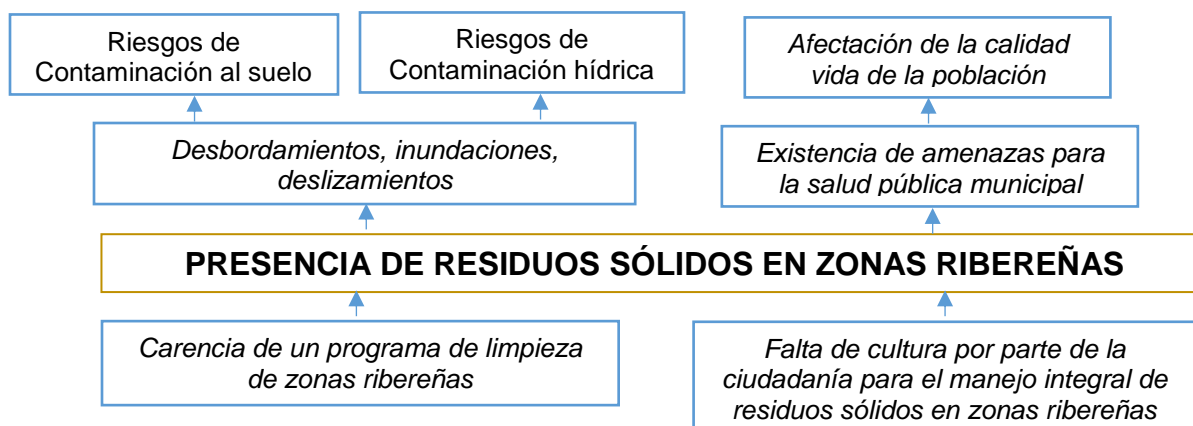 Riesgos de
Contaminación al suelo
Riesgos de
Contaminación hídrica
Afectación de la calidad
vida de la población
Desbordamientos, inundaciones,
deslizamientos
Existencia de amenazas para
la salud pública municipal
PRESENCIA DE RESIDUOS SÓLIDOS EN ZONAS RIBEREÑAS
Carencia de un programa de limpieza
de zonas ribereñas
Falta de cultura por parte de la
ciudadanía para el manejo integral de
residuos sólidos en zonas ribereñas